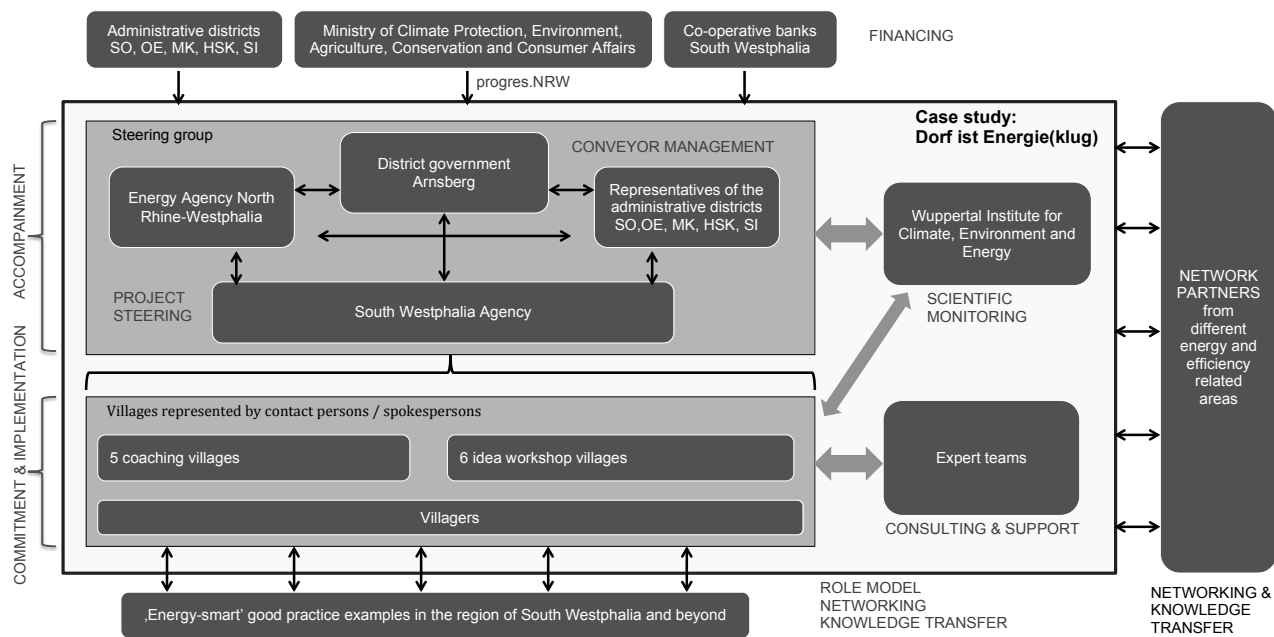 Administrative districts
SO, OE, MK, HSK, SI
Ministry of Climate Protection, Environment,
Agriculture, Conservation and Consumer Affairs
Co-operative banks
South Westphalia
FINANCING
progres.NRW
Case study:
Dorf ist Energie(klug)
Steering group
CONVEYOR MANAGEMENT
District government
Arnsberg
Energy Agency North
Rhine-Westphalia
Representatives of the
administrative districts
SO,OE, MK, HSK, SI
Wuppertal Institute for
Climate, Environment and
Energy
PROJECT
STEERING
South Westphalia Agency
SCIENTIFIC
MONITORING
ACCOMPAINMENT
NETWORK
PARTNERS
from
different
energy and
efficiency
related
areas
COMMITMENT & IMPLEMENTATION
Villages represented by contact persons / spokespersons
5 coaching villages
6 idea workshop villages
Expert teams
Villagers
CONSULTING & SUPPORT
ROLE MODEL
NETWORKING
KNOWLEDGE TRANSFER
‚Energy-smart' good practice examples in the region of South Westphalia and beyond
NETWORKING &
KNOWLEDGE
TRANSFER